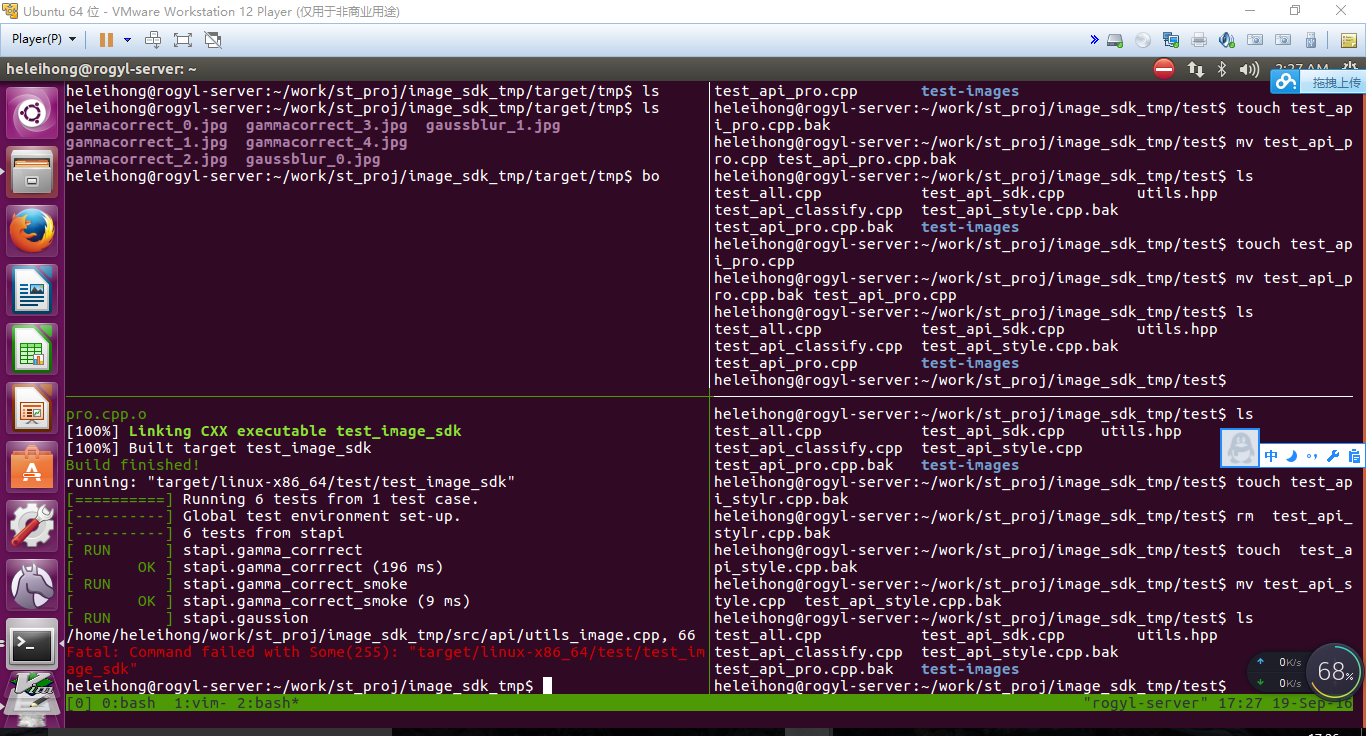 Ubuntu 64 位 - VMware Workstation 12 Player (仅用于非商业用途)
Player(P)
heleihong@rogyl-server: ~
拖拽上传
heleihong@rogyl-server:~/work/st_proj/image_sdk_tmp/target/tmp$ ls
heleihong@rogyl-server:~/work/st_proj/image_sdk_tmp/target/tmp$ ls
gammacorrect_0.jpg gammacorrect_3.jpg gaussblur_1.jpg
gammacorrect_1.jpg gammacorrect_4.jpg
gammacorrect_2.jpg gaussblur_0.jpg
heleihong@rogyl-server:~/work/st_proj/image_sdk_tmp/target/tmp$ bo
test_api_pro.cpp test-images
heleihong@rogyl-server:~/work/st_proj/image_sdk_tmp/test$ touch test_ap
i_pro.cpp.bak
heleihong@rogyl-server:~/work/st_proj/image_sdk_tmp/test$ mv test_api_p
ro.cpp test_api_pro.cpp.bak
heleihong@rogyl-server:~/work/st_proj/image_sdk_tmp/test$ ls
test_all.cpp test_api_sdk.cpp utils.hpp
test_api_classify.cpp test_api_style.cpp.bak
test_api_pro.cpp.bak test-images
heleihong@rogyl-server:~/work/st_proj/image_sdk_tmp/test$ touch test_ap
i_pro.cpp
heleihong@rogyl-server:~/work/st_proj/image_sdk_tmp/test$ mv test_api_p
ro.cpp.bak test_api_pro.cpp
heleihong@rogyl-server:~/work/st_proj/image_sdk_tmp/test$ ls
test_all.cpp test_api_sdk.cpp utils.hpp
test_api_classify.cpp test_api_style.cpp.bak
test_api_pro.cpp test-images
heleihong@rogyl-server:~/work/st_proj/image_sdk_tmp/test$
pro.cpp.o
[100%] Linking CXX executable test_image_sdk
[100%] Built target test_image_sdk
Build finished!
running: "target/linux-x86_64/test/test_image_sdk"
[==========] Running 6 tests from 1 test case.
[----------] Global test environment set-up.
[----------] 6 tests from stapi
[ RUN      ] stapi.gamma_corrrect
[       OK ] stapi.gamma_corrrect (196 ms)
[ RUN      ] stapi.gamma_correct_smoke
[       OK ] stapi.gamma_correct_smoke (9 ms)
[ RUN      ] stapi.gaussion
/home/heleihong/work/st_proj/image_sdk_tmp/src/api/utils_image.cpp, 66
Fatal: Command failed with Some(255): "target/linux-x86_64/test/test_im
age_sdk"
heleihong@rogyl-server:~/work/st_proj/image_sdk_tmp$
heleihong@rogyl-server:~/work/st_proj/image_sdk_tmp/test$ ls
test_all.cpp test_api_sdk.cpp utils.hpp
test_api_classify.cpp test_api_style.cpp
test_api_pro.cpp.bak test-images
heleihong@rogyl-server:~/work/st_proj/image_sdk_tmp/test$ touch test_ap
i_stylr.cpp.bak
heleihong@rogyl-server:~/work/st_proj/image_sdk_tmp/test$ rm  test_api_
stylr.cpp.bak
heleihong@rogyl-server:~/work/st_proj/image_sdk_tmp/test$ touch  test_a
pi_style.cpp.bak
heleihong@rogyl-server:~/work/st_proj/image_sdk_tmp/test$ mv test_api_s
tyle.cpp  test_api_style.cpp.bak
heleihong@rogyl-server:~/work/st_proj/image_sdk_tmp/test$ ls
test_all.cpp test_api_sdk.cpp utils.hpp
test_api_classify.cpp test_api_style.cpp.bak
test_api_pro.cpp.bak test-images
heleihong@rogyl-server:~/work/st_proj/image_sdk_tmp/test$
中
0K/s
0K/s
68%
[0] 0:bash  1:vim- 2:bash* "rogyl-server" 17:27 19-Sep-16